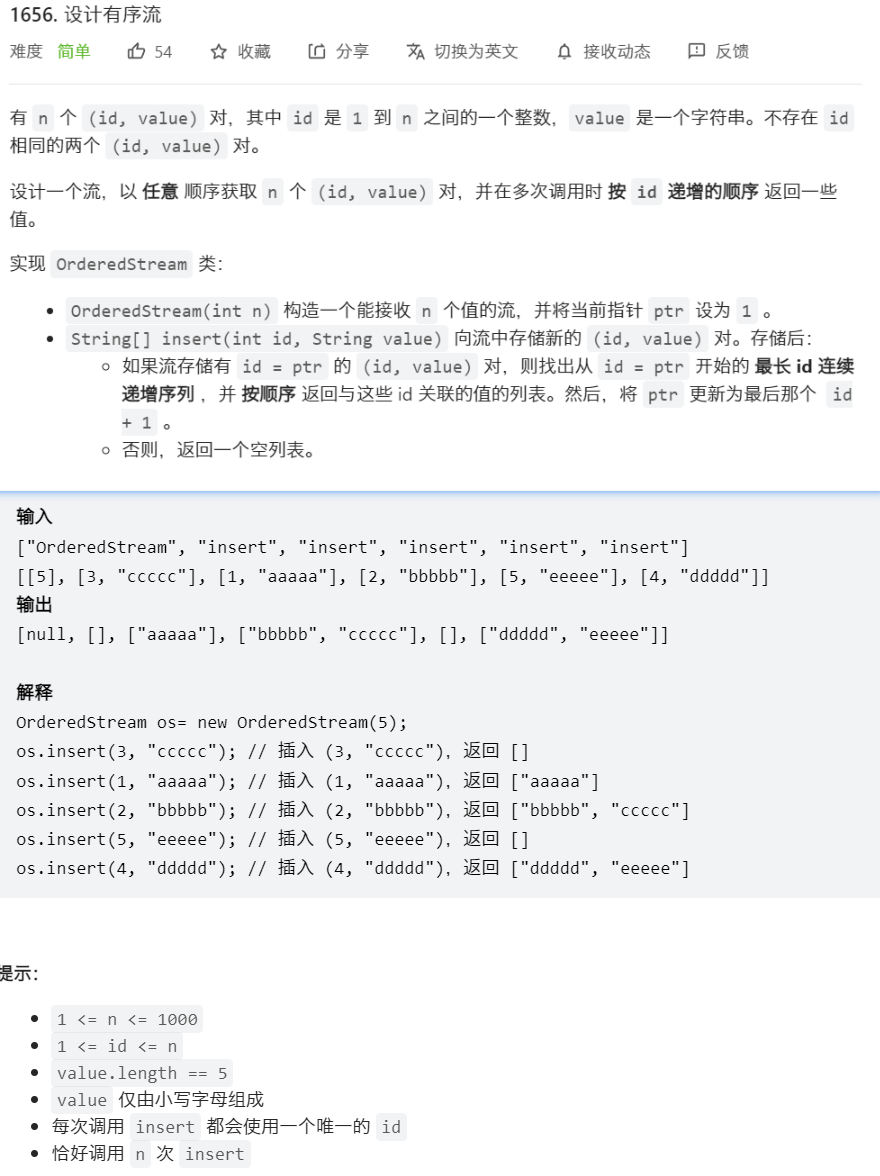 1656. 设计有序流
难度 简单 54 收藏 分享 切换为英文 接收动态 反馈
有 n 个 (id, value) 对，其中 id 是 1 到 n 之间的一个整数，value 是一个字符串。不存在 id
相同的两个 (id, value) 对。
设计一个流，以 任意 顺序获取 n 个 (id, value) 对，并在多次调用时 按 id 递增的顺序 返回一些
值。
实现 OrderedStream 类：
• OrderedStream(int n) 构造一个能接收 n 个值的流，并将当前指针 ptr 设为 1 。
• String[] insert(int id, String value) 向流中存储新的 (id, value) 对。存储后：
○ 如果流存储有 id = ptr 的 (id, value) 对，则找出从 id = ptr 开始的 最长 id 连续
递增序列 ，并 按顺序 返回与这些 id 关联的值的列表。然后，将 ptr 更新为最后那个 id
+ 1 。
○ 否则，返回一个空列表。
输入
["OrderedStream", "insert", "insert", "insert", "insert", "insert"]
[[5], [3, "ccccc"], [1, "aaaaa"], [2, "bbbbb"], [5, "eeeee"], [4, "ddddd"]]
输出
[null, [], ["aaaaa"], ["bbbbb", "ccccc"], [], ["ddddd", "eeeee"]]
解释
OrderedStream os= new OrderedStream(5);
os.insert(3, "ccccc"); // 插入 (3, "ccccc")，返回 []
os.insert(1, "aaaaa"); // 插入 (1, "aaaaa")，返回 ["aaaaa"]
os.insert(2, "bbbbb"); // 插入 (2, "bbbbb")，返回 ["bbbbb", "ccccc"]
os.insert(5, "eeeee"); // 插入 (5, "eeeee")，返回 []
os.insert(4, "ddddd"); // 插入 (4, "ddddd")，返回 ["ddddd", "eeeee"]
提示：
• 1 <= n <= 1000
• 1 <= id <= n
• value.length == 5
• value 仅由小写字母组成
• 每次调用 insert 都会使用一个唯一的 id
• 恰好调用 n 次 insert